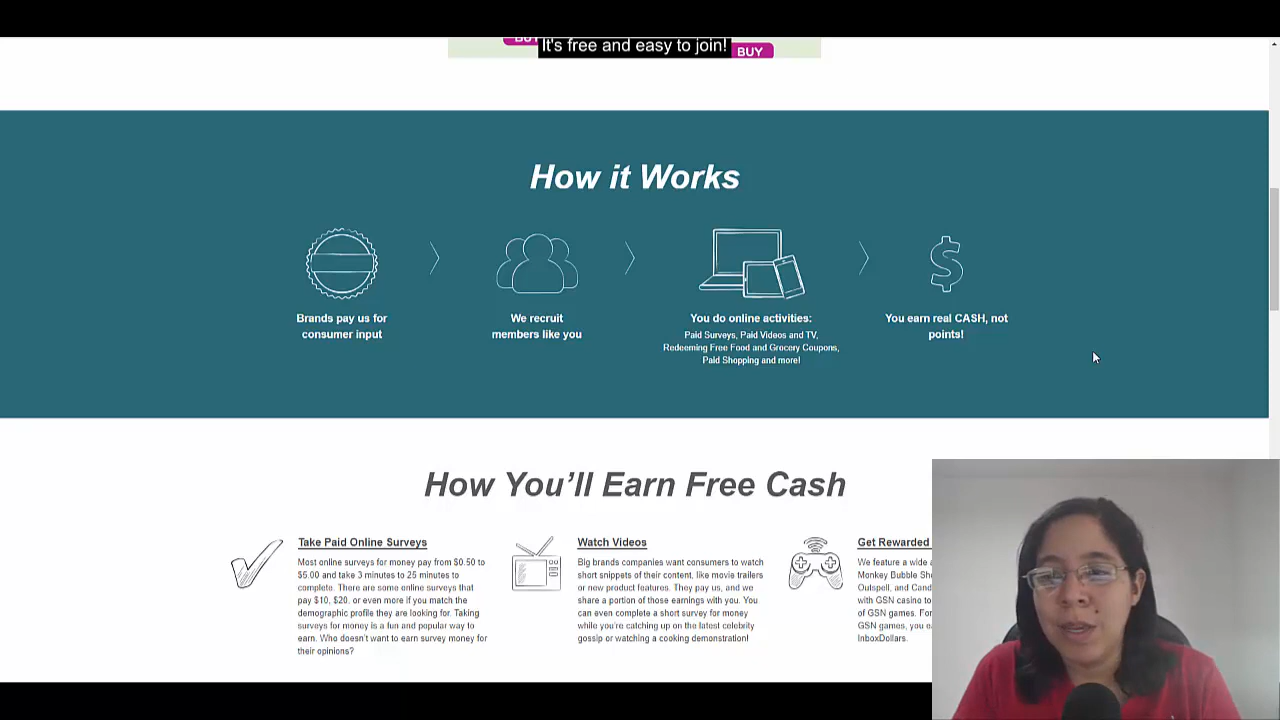 BUY
It's free and easy to join!
BUY
How it Works
Brands pay us for
consumer input
We recruit
members like you
You do online activities:
Paid Surveys, Paid Videos and TV,
Redeeming Free Food and Grocery Coupons,
Paid Shopping and more!
You earn real CASH, not
points!
How You'll Earn Free Cash
Take Paid Online Surveys
Most online surveys for money pay from $0.50 to
$5.00 and take 3 minutes to 25 minutes to
complete. There are some online surveys that
pay $10, $20. or even more if you match the
demographic profile they are looking for. Taking
surveys for money is a fun and popular way to
earn. Who doesn't want to earn survey money for
their opinions?
Watch Videos
Big brands companies want consumers to watch
short snippets of their content, like movie trailers
or new product features. They pay us, and we
share a portion of those earnings with you. You
can even complete a short survey for money
while you're catching up on the latest celebrity
gossip or watching a cooking demonstration!
Get Rewarded
We feature a wide
Monkey Bubble
Outspell, and
with GSN casino to
of GSN games.
GSN games, you
InboxDollars.